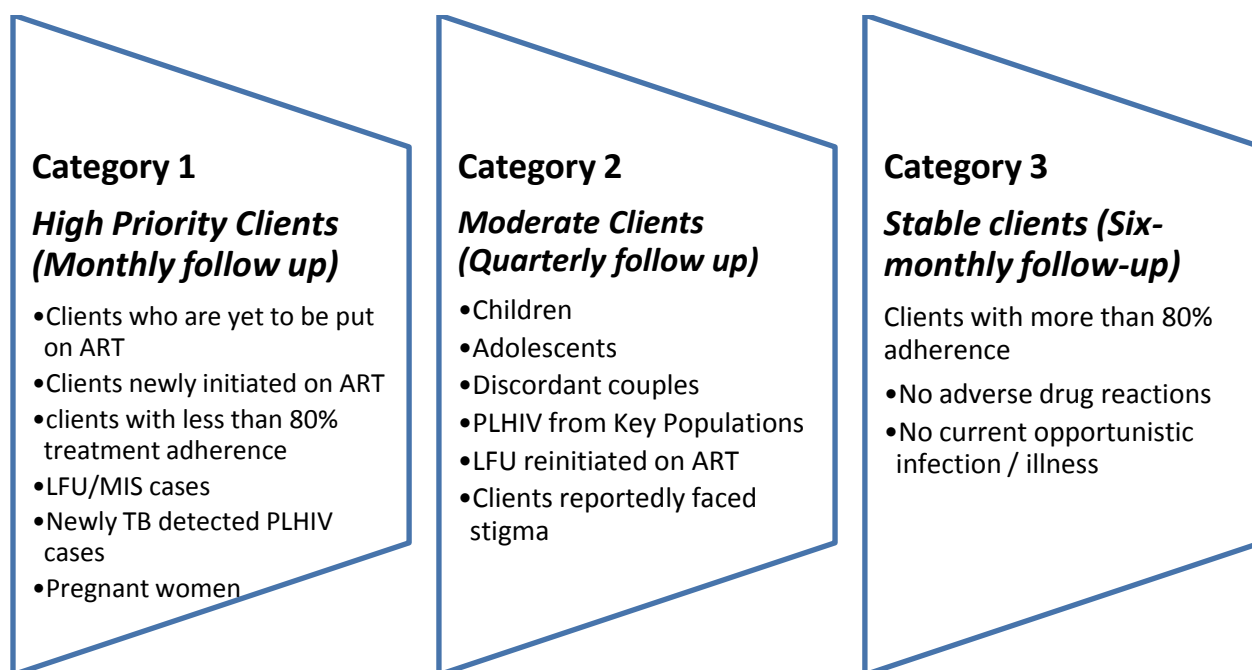 Category 1
High Priority Clients
(Monthly follow up)
•Clients who are yet to be put
on ART
•Clients newly initiated on ART
•clients with less than 80%
treatment adherence
•LFU/MIS cases
•Newly TB detected PLHIV
cases
•Pregnant women
Category 2
Moderate Clients
(Quarterly follow up)
•Children
•Adolescents
•Discordant couples
•PLHIV from Key Populations
•LFU reinitiated on ART
•Clients reportedly faced
stigma
Category 3
Stable clients (Six-
monthly follow-up)
Clients with more than 80%
adherence
•No adverse drug reactions
•No current opportunistic
infection / illness